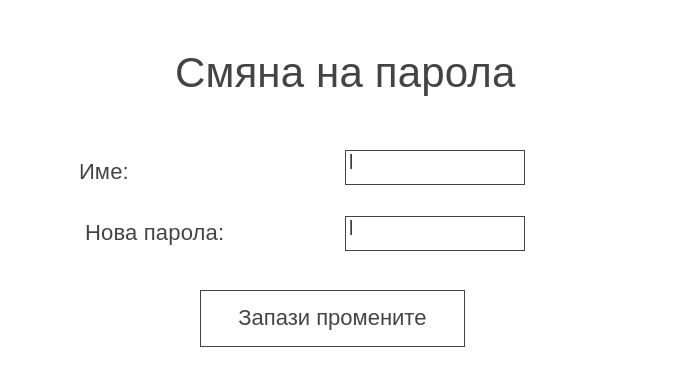 Смяна на парола
Име:
Нова парола:
Запази промените